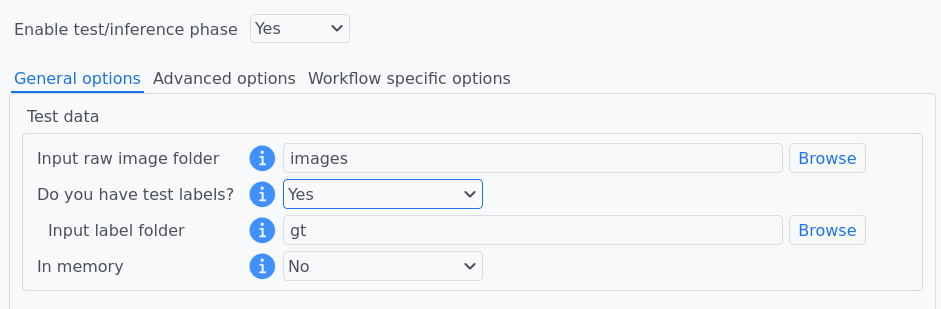 Enable test/inference phase Yes
General options Advanced options Workflow specific options
Test data
Input raw image folder i images Browse
Do you have test labels? i Yes
Input label folder i gt Browse
In memory i No